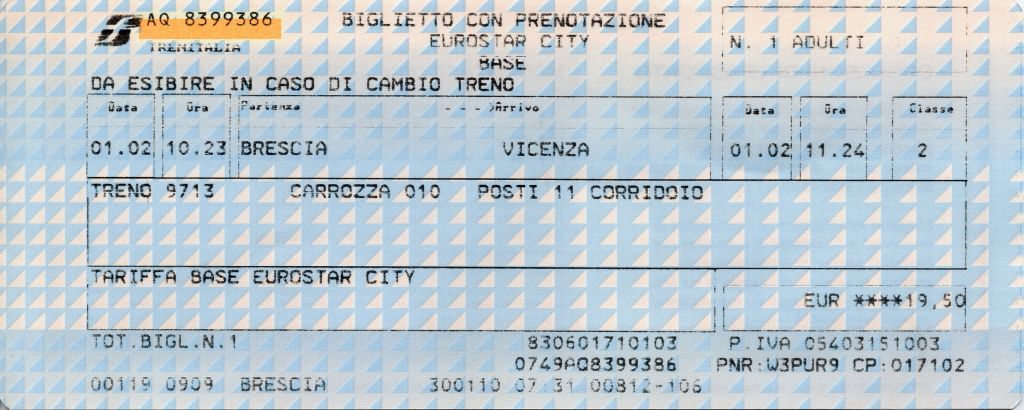 AQ 8399386
TRENITALIA
BIGLIETTO CON PRENOTAZIONE
EUROSTAR CITY
BASE
N. 1 ADULTI
DA ESIBIRE IN CASO DI CAMBIO TRENO
Data Ora Partenza - - - >Arrivo Data Ora Classe
01.02 10.23 BRESCIA VICENZA 01.02 11.24 2
TRENO 9713 CARROZZA 010 POSTI 11 CORRIDOIO
TARIFFA BASE EUROSTAR CITY
EUR ****19,50
TOT.BIGL.N.1 830601710103 P.IVA 05403151003
0749AQ8399386 PNR:W3PUR9 CP:017102
00119 0909 BRESCIA 300110 07:31 00812-106